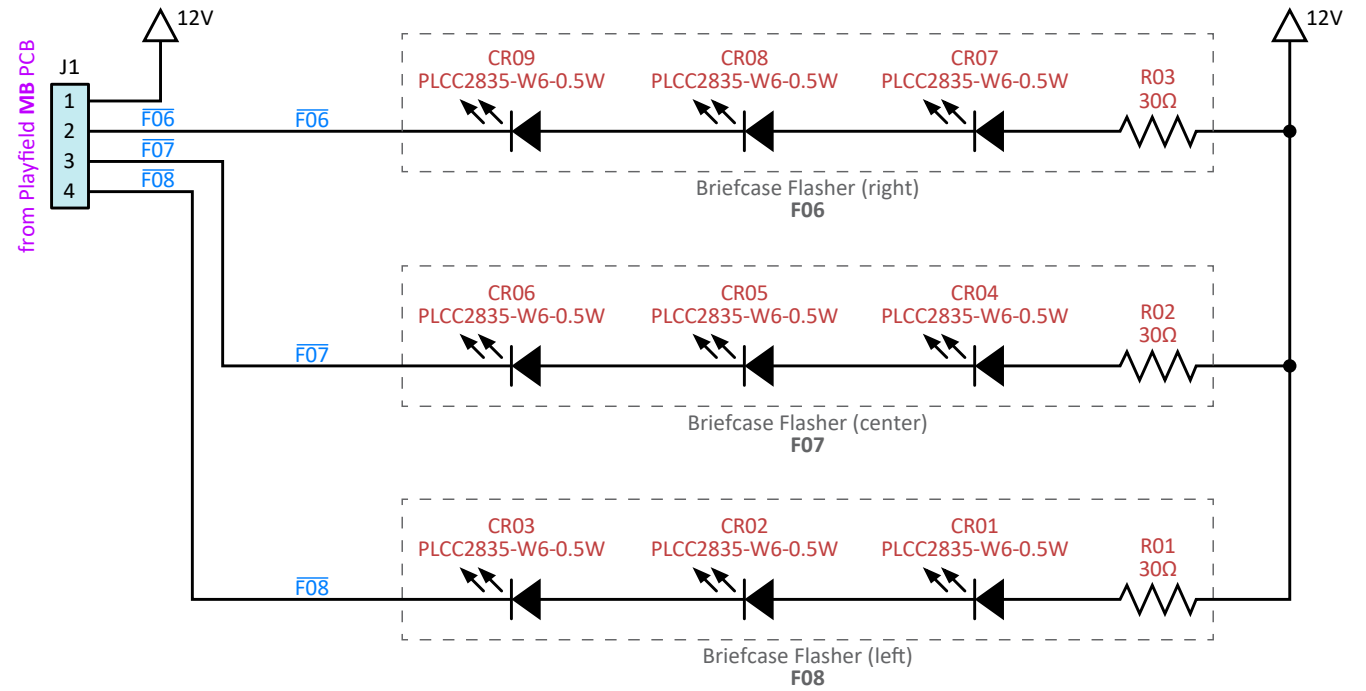 12V
12V
J1
from Playfield MB PCB
1
2
3
4
F06
F07
F08
F06
CR09
PLCC2835-W6-0.5W
CR08
PLCC2835-W6-0.5W
CR07
PLCC2835-W6-0.5W
R03
30Ω
Briefcase Flasher (right)
F06
F07
CR06
PLCC2835-W6-0.5W
CR05
PLCC2835-W6-0.5W
CR04
PLCC2835-W6-0.5W
R02
30Ω
Briefcase Flasher (center)
F07
F08
CR03
PLCC2835-W6-0.5W
CR02
PLCC2835-W6-0.5W
CR01
PLCC2835-W6-0.5W
R01
30Ω
Briefcase Flasher (left)
F08